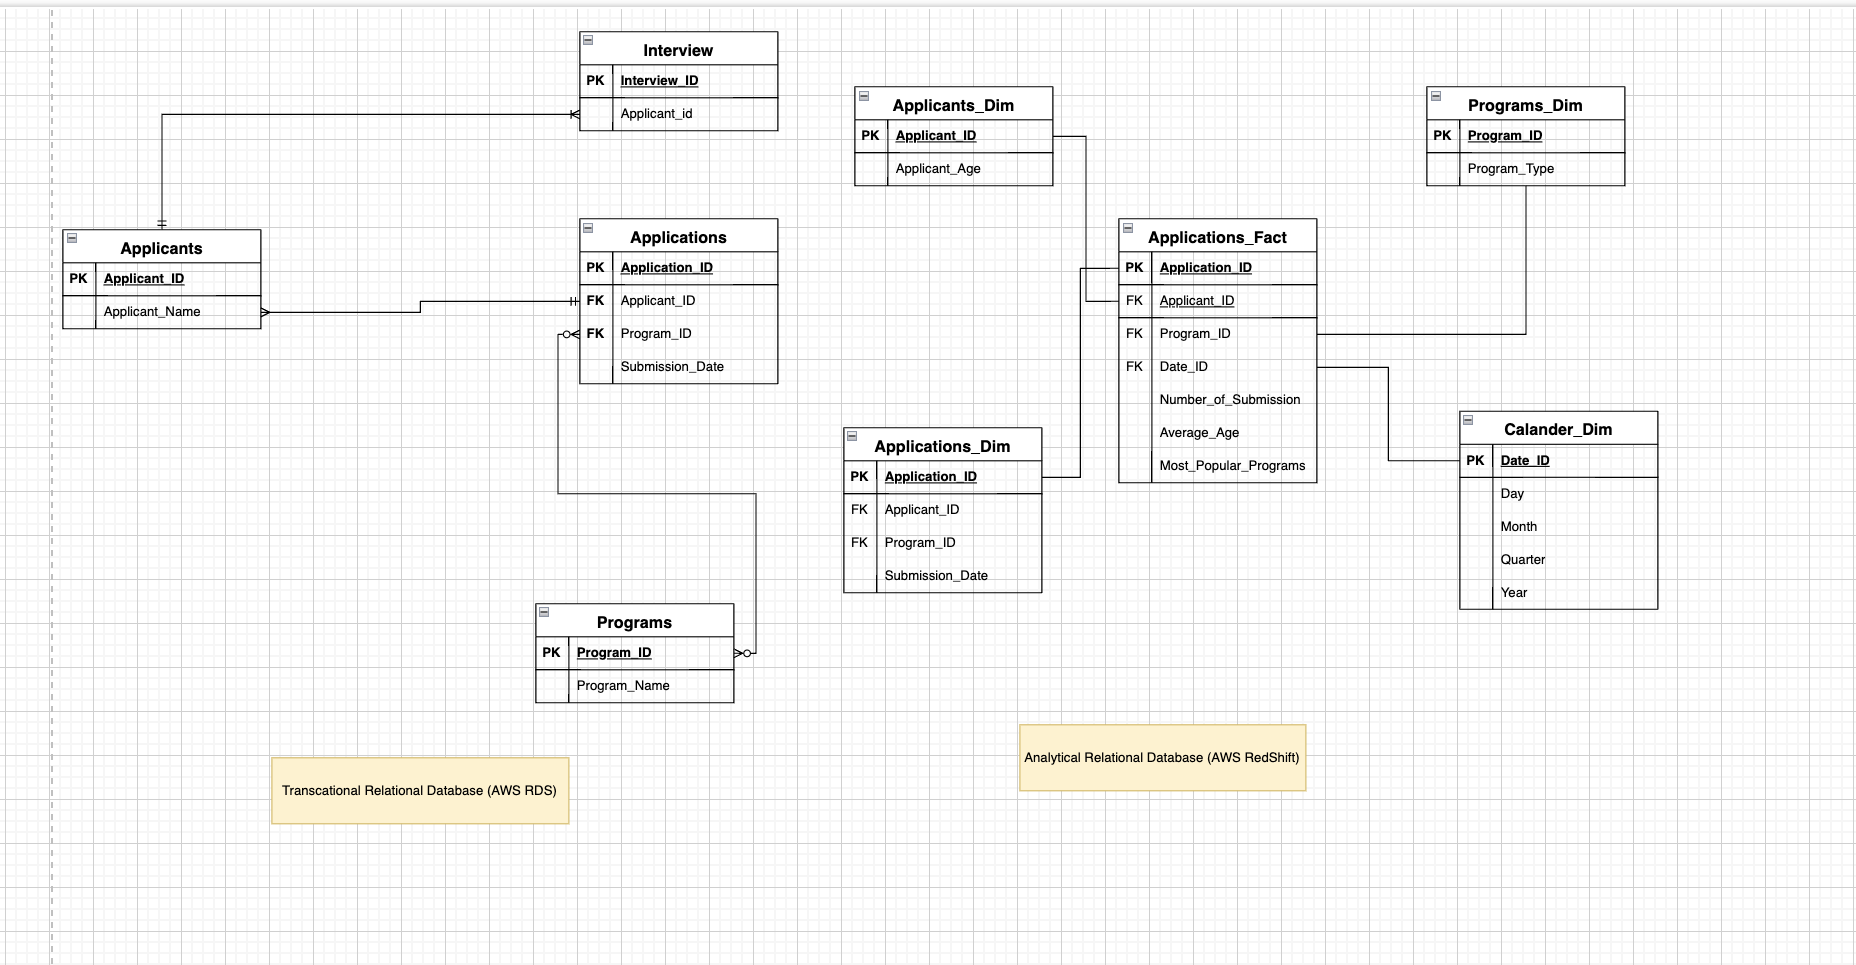 Interview
PK Interview_ID
Applicant_id
Applicants
PK Applicant_ID
Applicant_Name
Applications
PK Application_ID
FK Applicant_ID
FK Program_ID
Submission_Date
Programs
PK Program_ID
Program_Name
Transcational Relational Database (AWS RDS)
Applicants_Dim
PK Applicant_ID
Applicant_Age
Programs_Dim
PK Program_ID
Program_Type
Applications_Fact
PK Application_ID
FK Applicant_ID
FK Program_ID
FK Date_ID
Number_of_Submission
Average_Age
Most_Popular_Programs
Applications_Dim
PK Application_ID
FK Applicant_ID
FK Program_ID
Submission_Date
Calander_Dim
PK Date_ID
Day
Month
Quarter
Year
Analytical Relational Database (AWS RedShift)